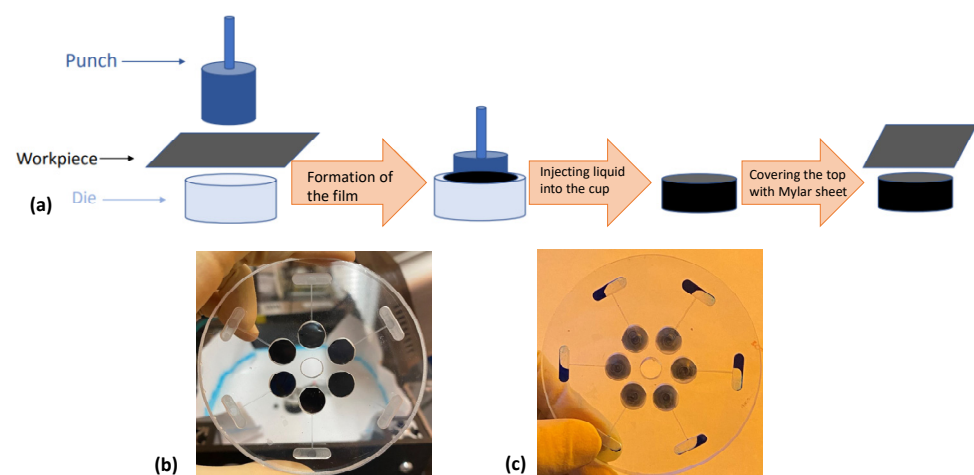 Punch
Workpiece
Die
(a)
Formation of
the film
Injecting liquid
into the cup
Covering the top
with Mylar sheet
(b)
(c)